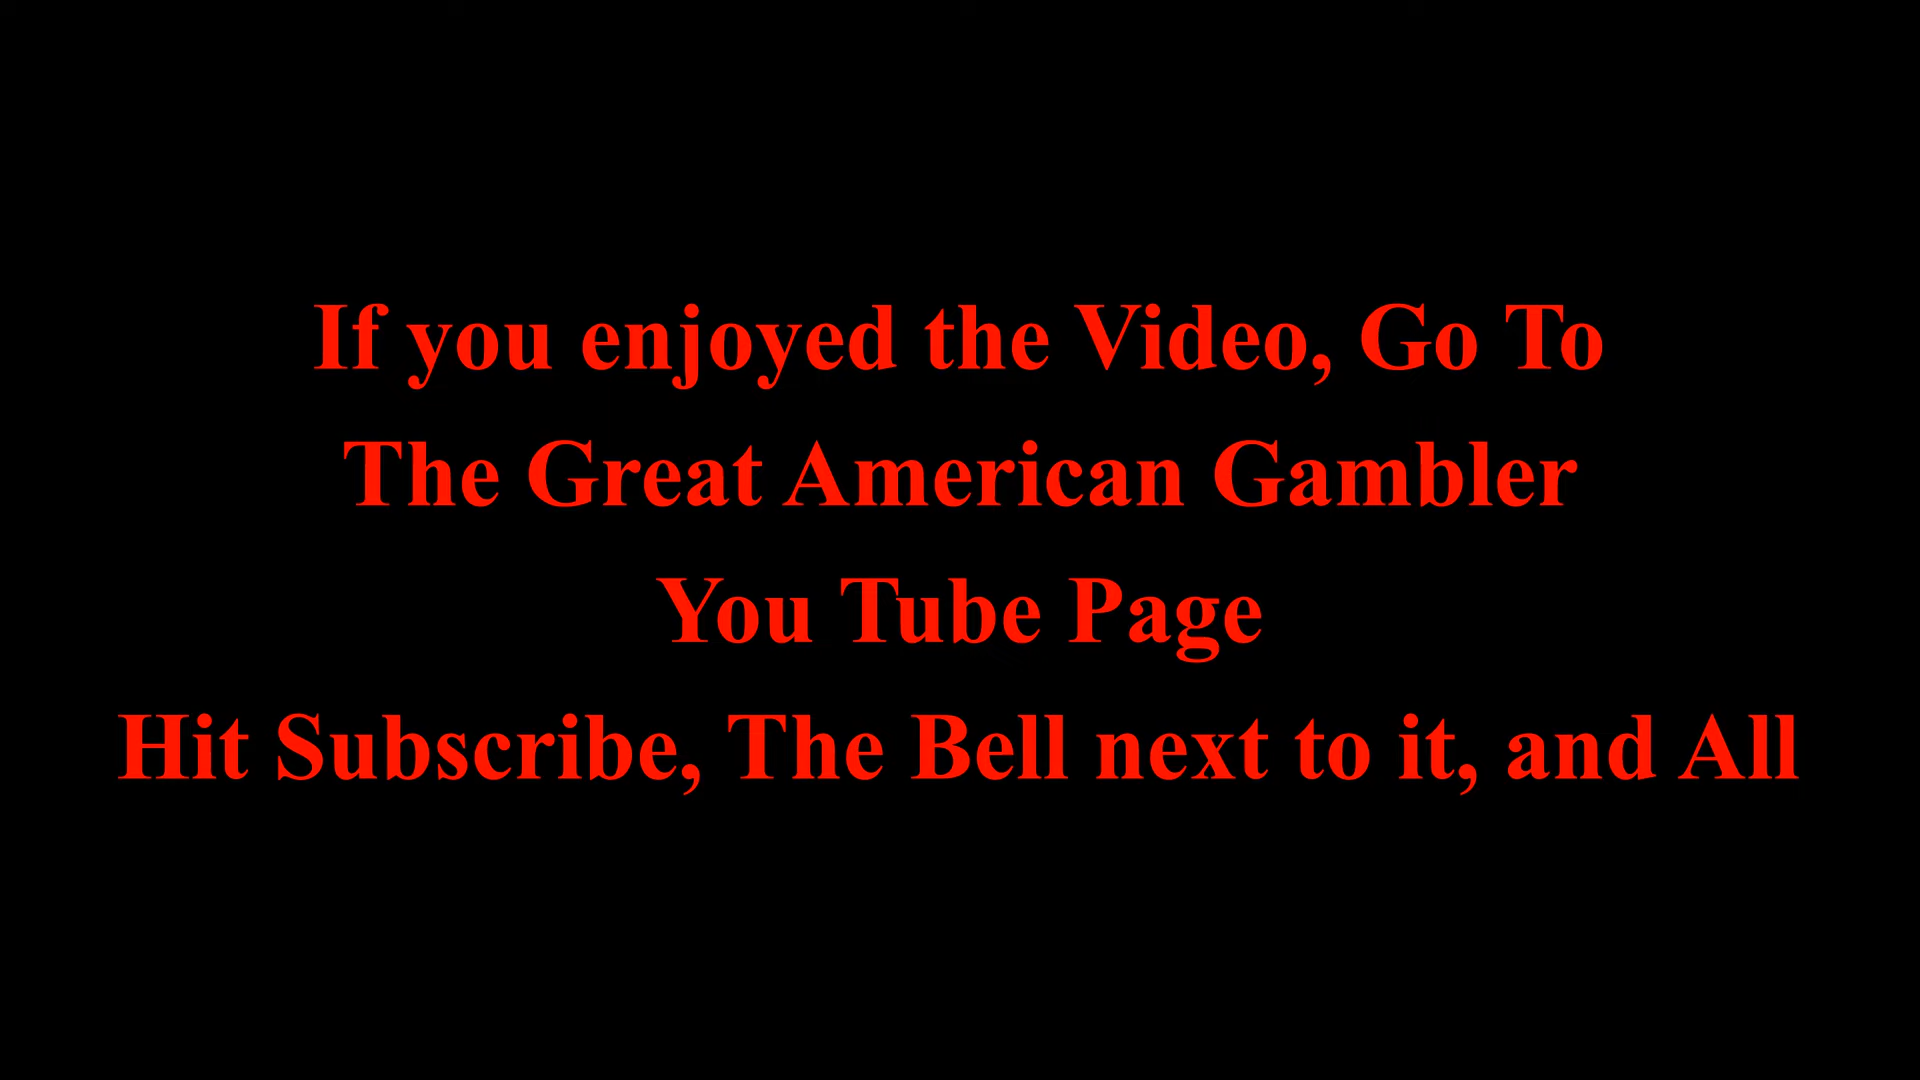 If you enjoyed the Video, Go To
The Great American Gambler
You Tube Page
Hit Subscribe, The Bell next to it, and All